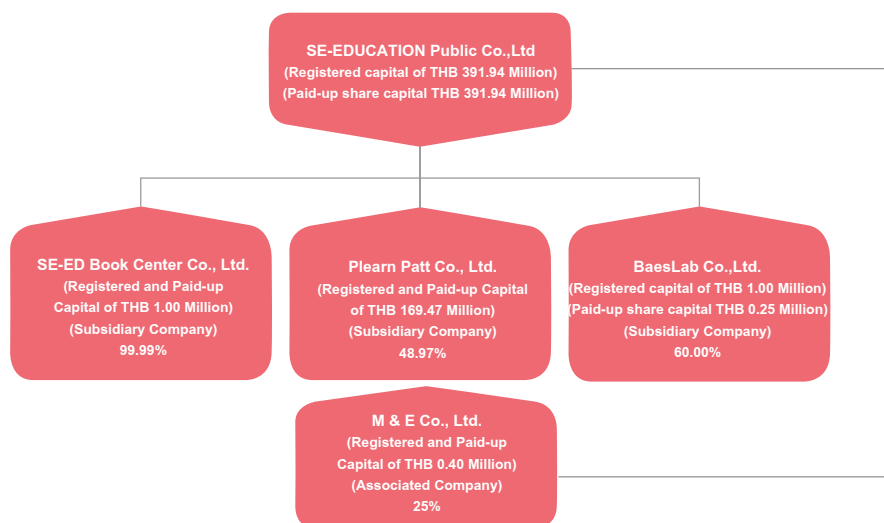 SE-EDUCATION Public Co.,Ltd
(Registered capital of THB 391.94 Million)
(Paid-up share capital THB 391.94 Million)
SE-ED Book Center Co., Ltd.
(Registered and Paid-up
Capital of THB 1.00 Million)
(Subsidiary Company)
99.99%
Plearn Patt Co., Ltd.
(Registered and Paid-up Capital
of THB 169.47 Million)
(Subsidiary Company)
48.97%
BaesLab Co.,Ltd.
(Registered capital of THB 1.00 Million)
(Paid-up share capital THB 0.25 Million)
(Subsidiary Company)
60.00%
M & E Co., Ltd.
(Registered and Paid-up
Capital of THB 0.40 Million)
(Associated Company)
25%